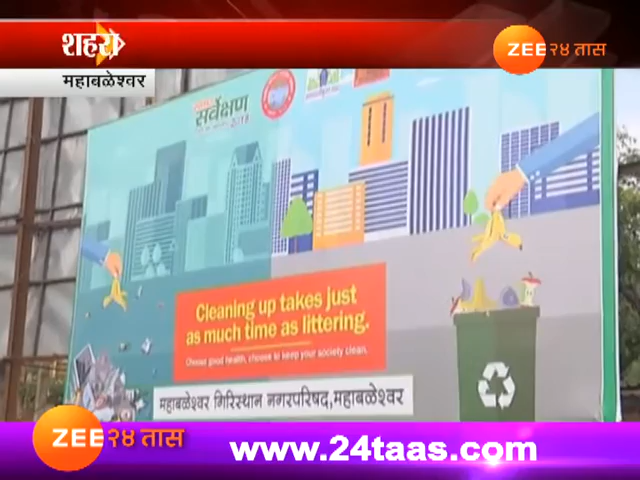 शहरं
ZEE २४ तास
महाबळेश्वर
सर्वेक्षण
2018
Cleaning up takes just
as much time as littering.
Choose good health, choose to keep your society clean.
महाबळेश्वर गिरिस्थान नगरपरिषद,महाबळेश्वर
ZEE २४ तास
www.24taas.com